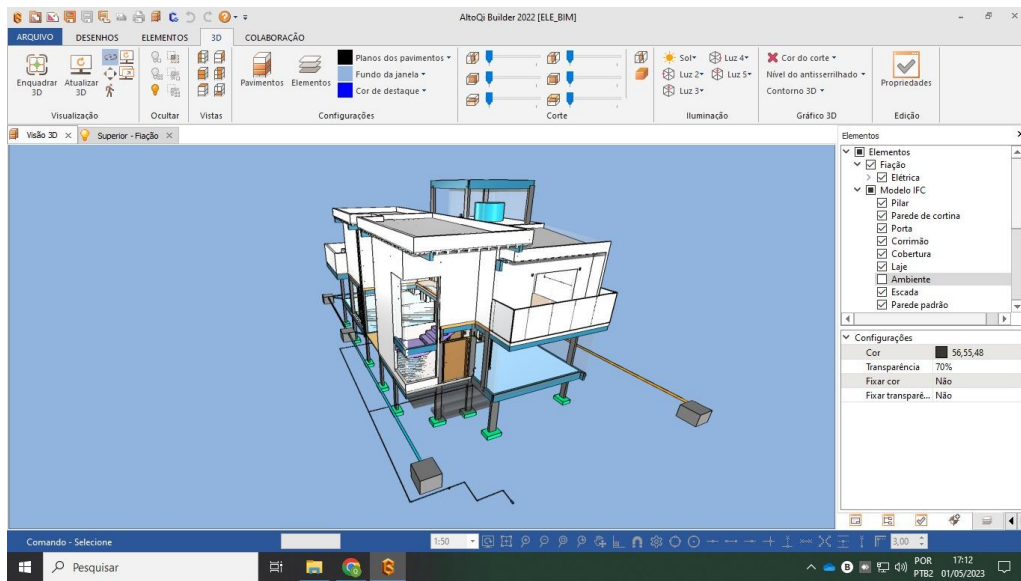 AltoQi Builder 2022 [ELE_BIM]
ARQUIVO DESENHOS ELEMENTOS 3D COLABORAÇÃO
Planos dos pavimentos
Sol Luz 4 Cor do corte
Enquadrar 3D Atualizar 3D
Pavimentos Elementos
Fundo da janela
Luz 2 Luz 5 Nível do antisserrilhado
Propriedades
Cor de destaque
Luz 3 Contorno 3D
Visualização Ocultar Vistas Configurações Corte Iluminação Gráfico 3D Edição
Visão 3D Superior - Fiação
Elementos
Elementos
Fiação
Elétrica
Modelo IFC
Pilar
Parede de cortina
Porta
Corrimão
Cobertura
Laje
Ambiente
Escada
Parede padrão
Configurações
Cor 56,55,48
Transparência 70%
Fixar cor Não
Fixar transparê... Não
Comando - Selecione 1:50 3,00
Pesquisar
POR 17:12
PTB2 01/05/2023